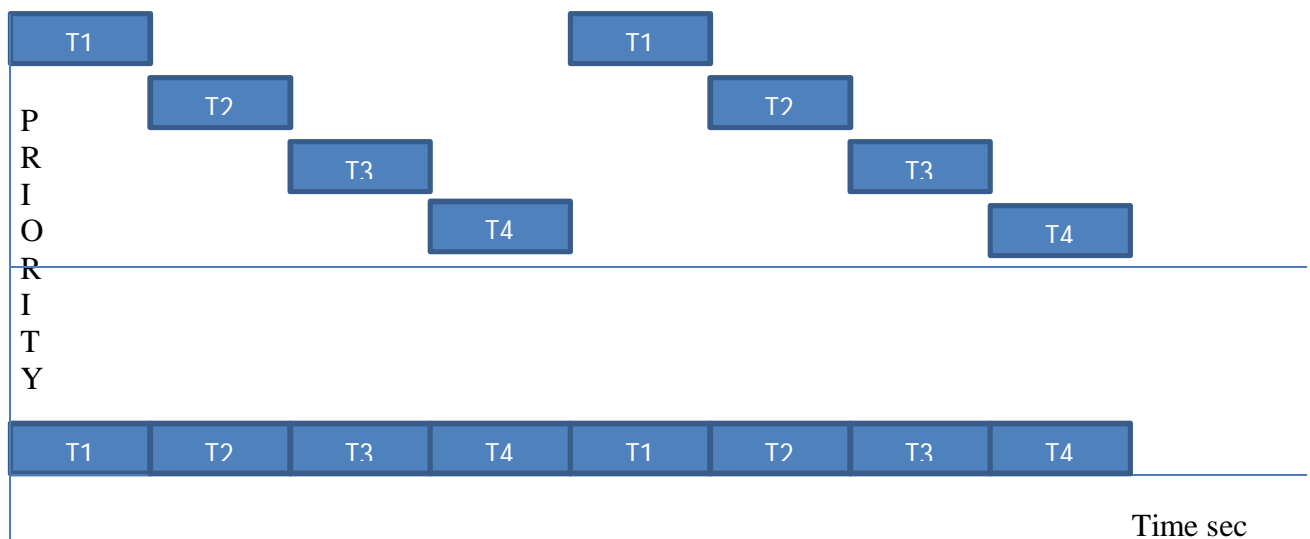 T1 T1
T2 T2
T3 T3
T4 T4
P
R
I
O
R
I
T
Y
T1 T2 T3 T4 T1 T2 T3 T4
Time sec